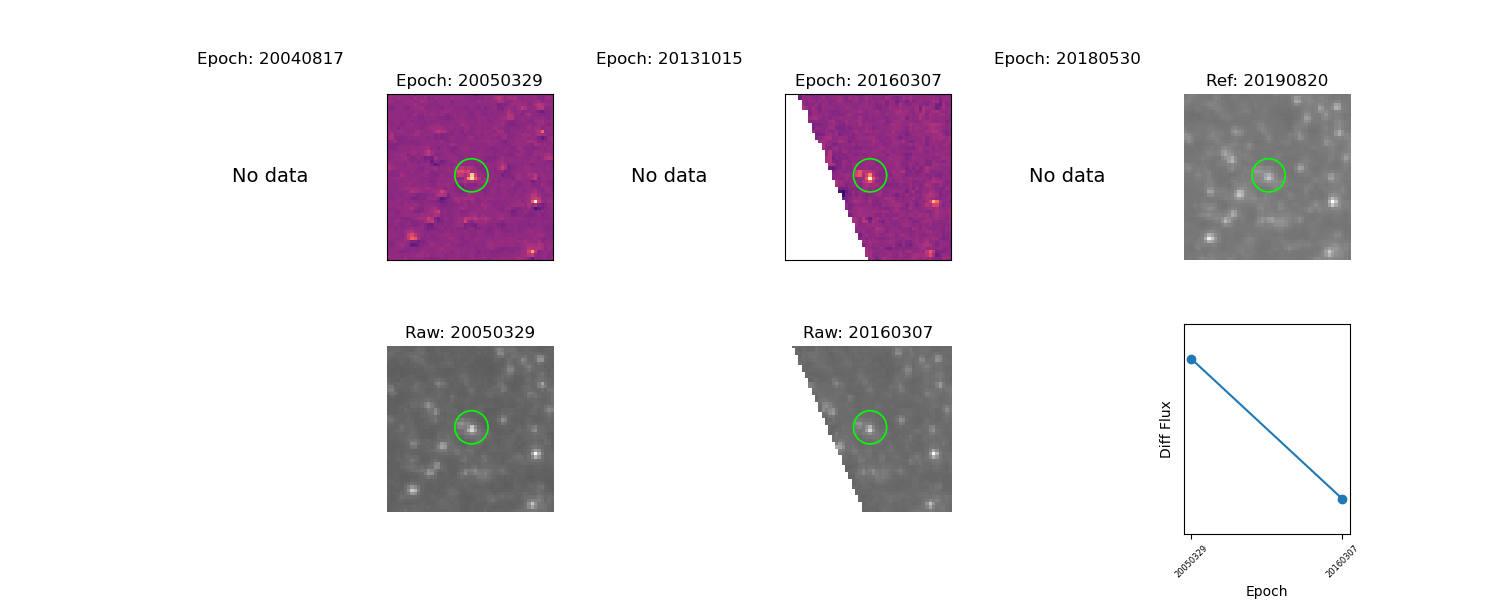 Epoch: 20040817
Epoch: 20131015
Epoch: 20180530
Epoch: 20050329
Epoch: 20160307
Ref: 20190820
No data
No data
No data
Raw: 20050329
Raw: 20160307
Diff Flux
20050329
20160307
Epoch